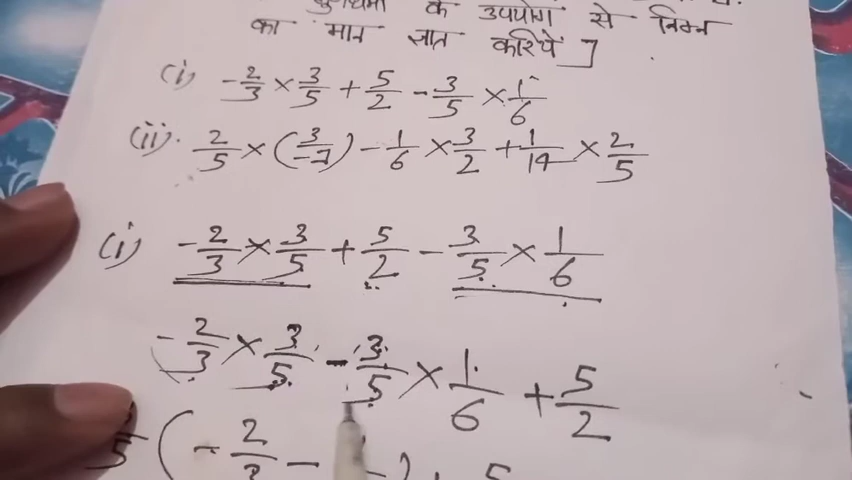 के उपयोग से निम्न
का मान ज्ञात करिये]
(i) -2/3 × 3/5 + 5/2 - 3/5 × 1/6
(ii). 2/5 × (3/-7) - 1/6 × 3/2 + 1/14 × 2/5
(i) -2/3 × 3/5 + 5/2 - 3/5 × 1/6
-2/3 × 3/5 - 3/5 × 1/6 + 5/2
(-2/3 -